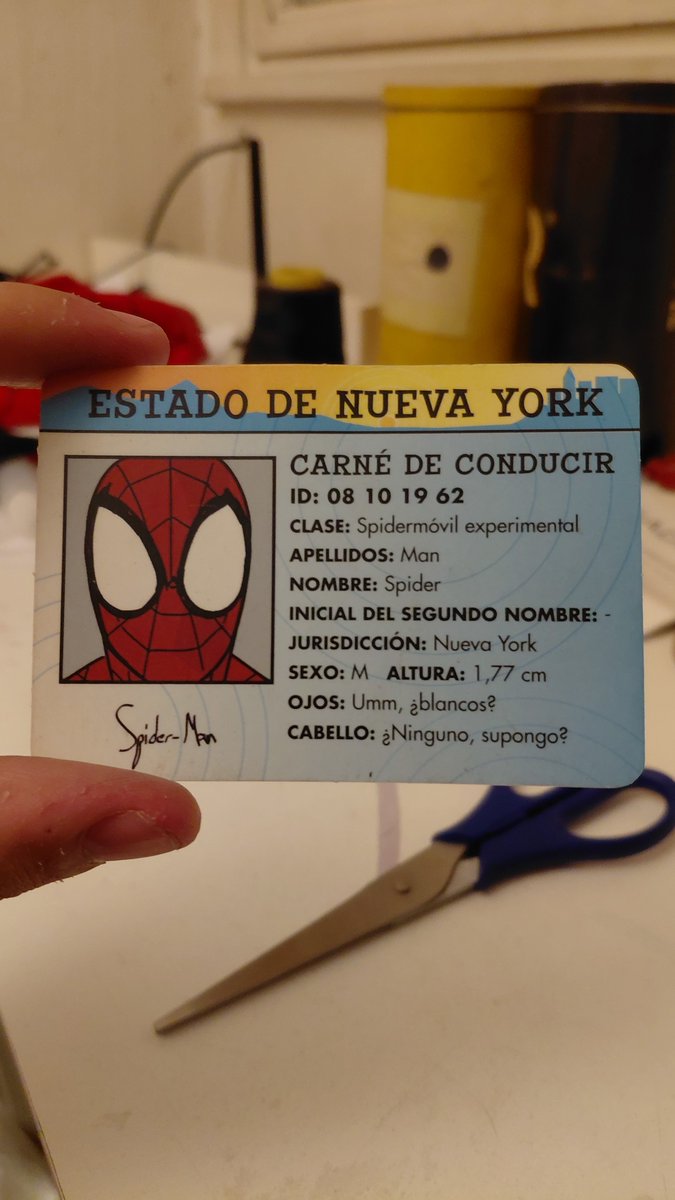 ESTADO DE NUEVA YORK
CARNÉ DE CONDUCIR
ID: 08 10 19 62
CLASE: Spidermóvil experimental
APELLIDOS: Man
NOMBRE: Spider
INICIAL DEL SEGUNDO NOMBRE: -
JURISDICCIÓN: Nueva York
SEXO: M ALTURA: 1,77 cm
OJOS: Umm, ¿blancos?
CABELLO: ¿Ninguno, supongo?
Spider-Man